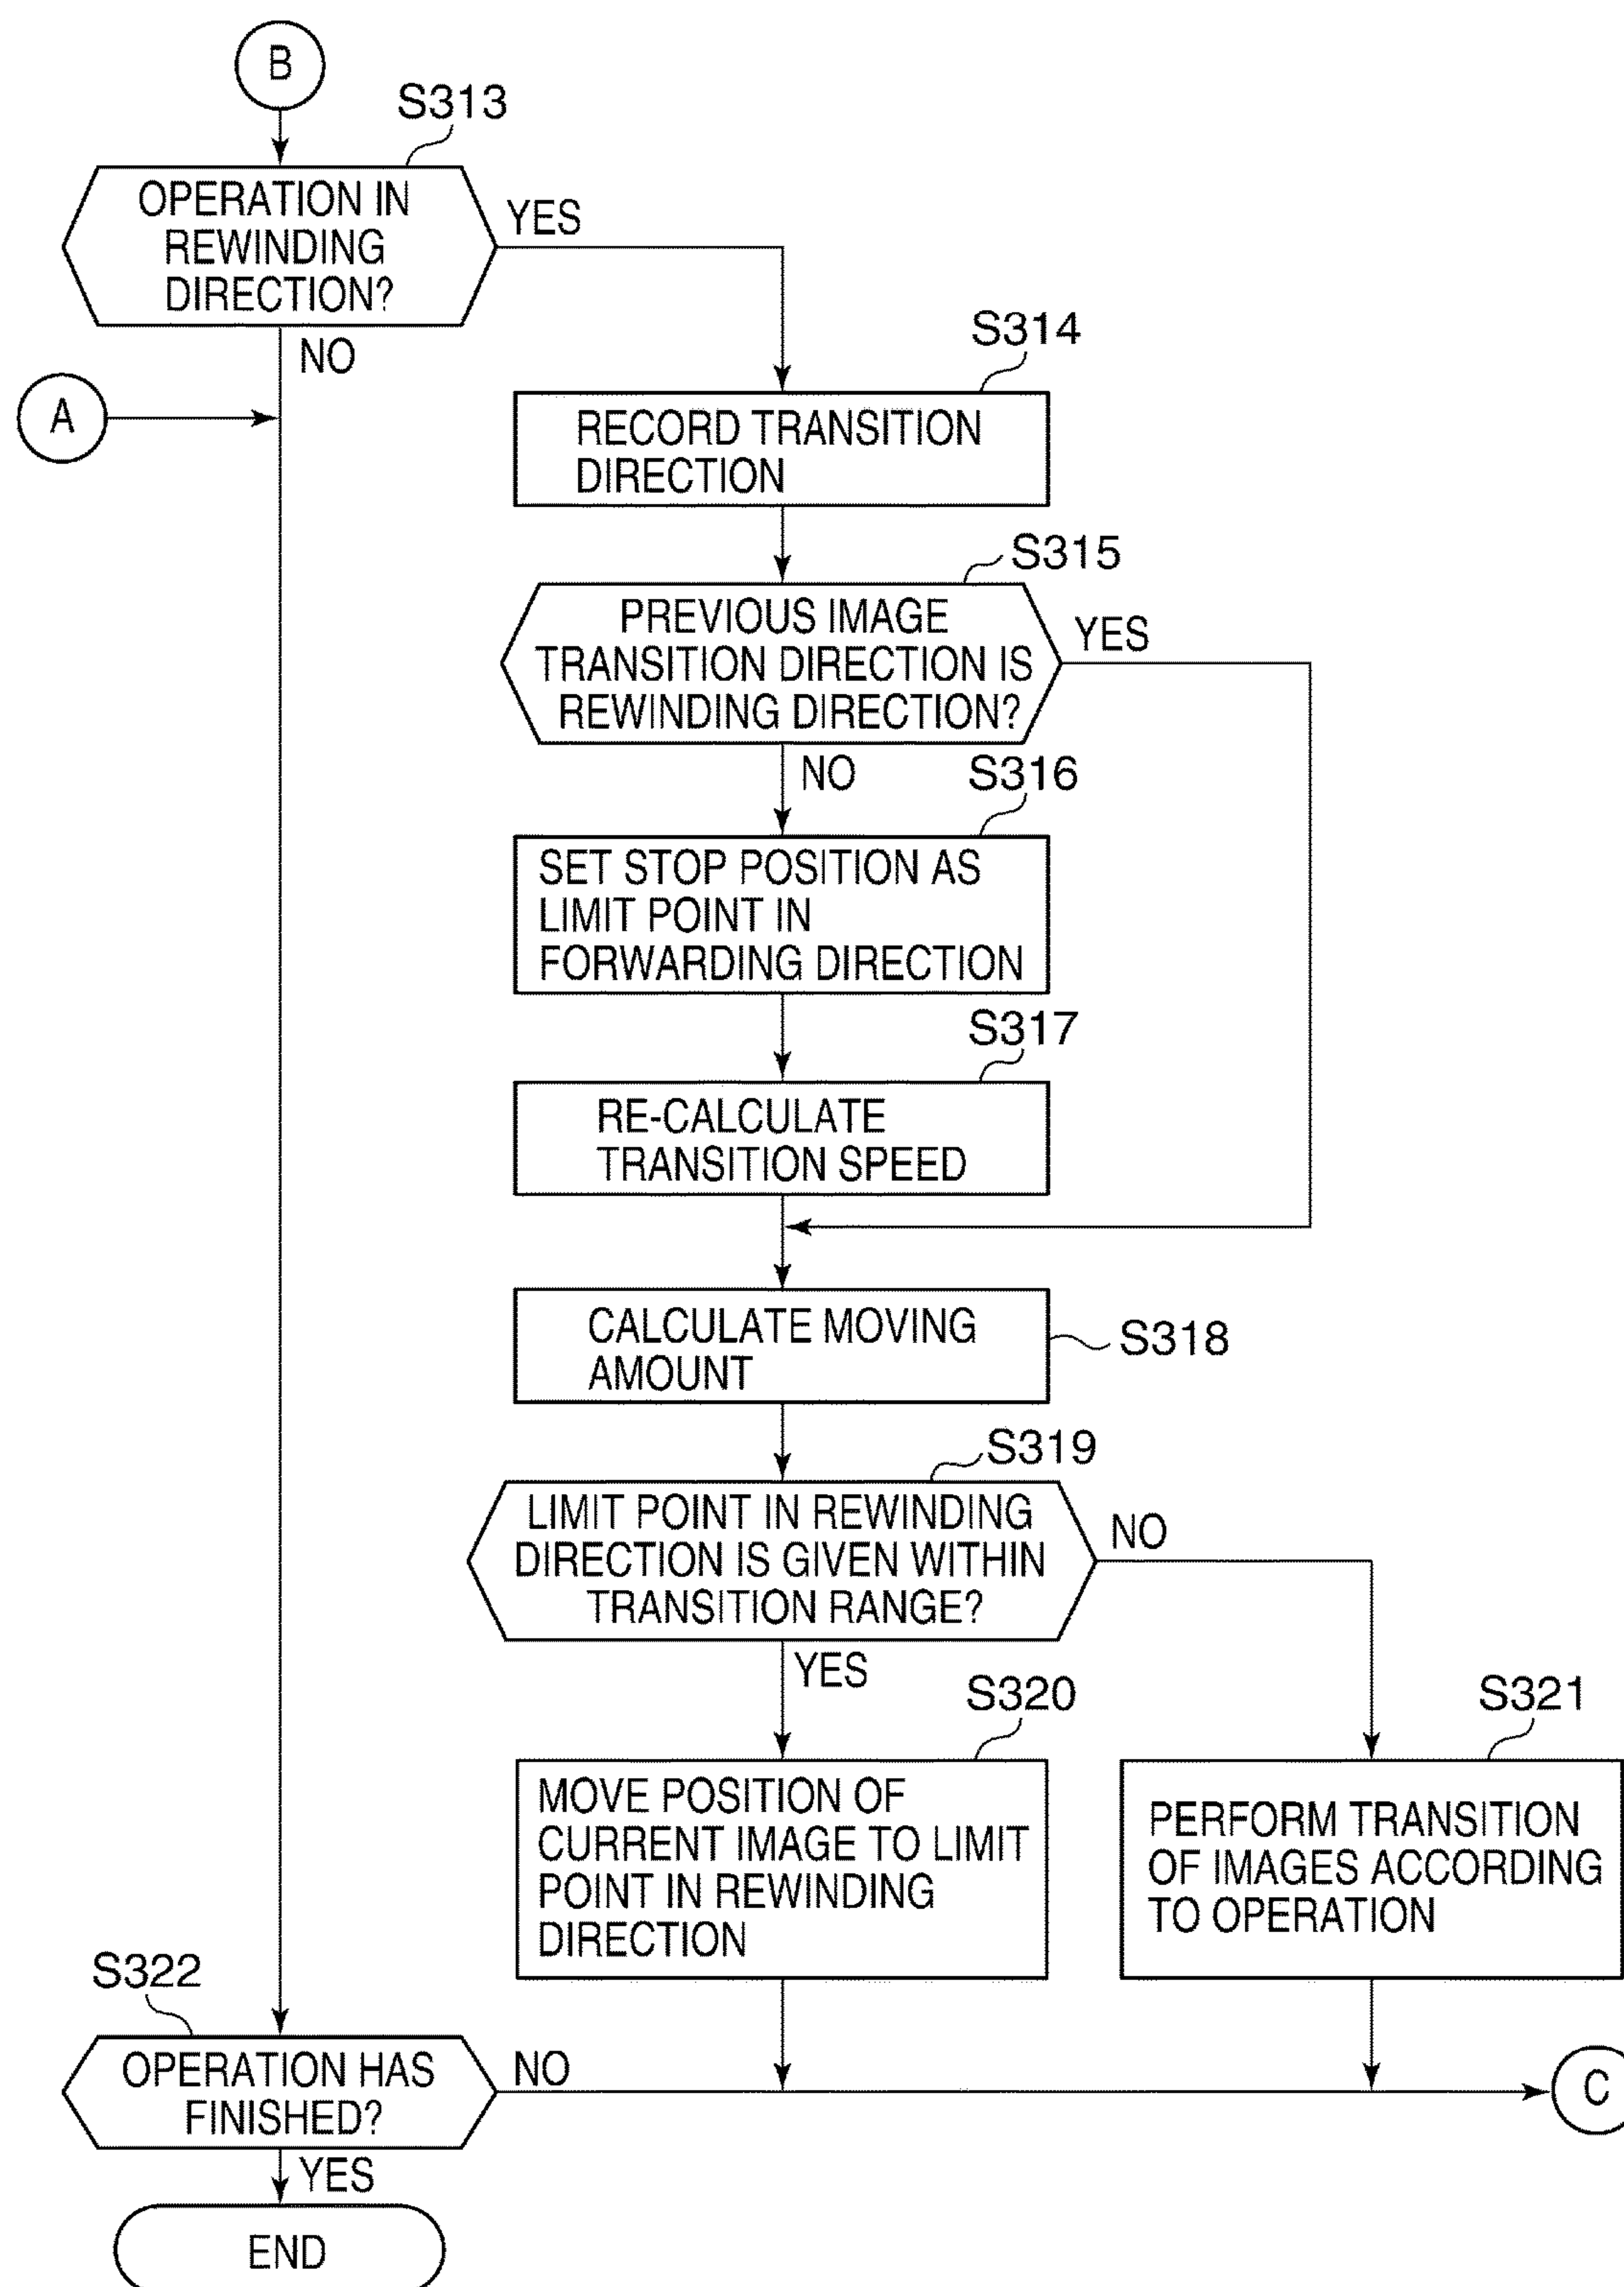 B
S313
OPERATION IN
REWINDING
DIRECTION?
YES
NO
A
S314
RECORD TRANSITION
DIRECTION
S315
PREVIOUS IMAGE
TRANSITION DIRECTION IS
REWINDING DIRECTION?
YES
NO
S316
SET STOP POSITION AS
LIMIT POINT IN
FORWARDING DIRECTION
S317
RE-CALCULATE
TRANSITION SPEED
CALCULATE MOVING
AMOUNT
S318
S319
LIMIT POINT IN REWINDING
DIRECTION IS GIVEN WITHIN
TRANSITION RANGE?
NO
YES
S320
MOVE POSITION OF
CURRENT IMAGE TO LIMIT
POINT IN REWINDING
DIRECTION
S321
PERFORM TRANSITION
OF IMAGES ACCORDING
TO OPERATION
S322
OPERATION HAS
FINISHED?
NO
C
YES
END